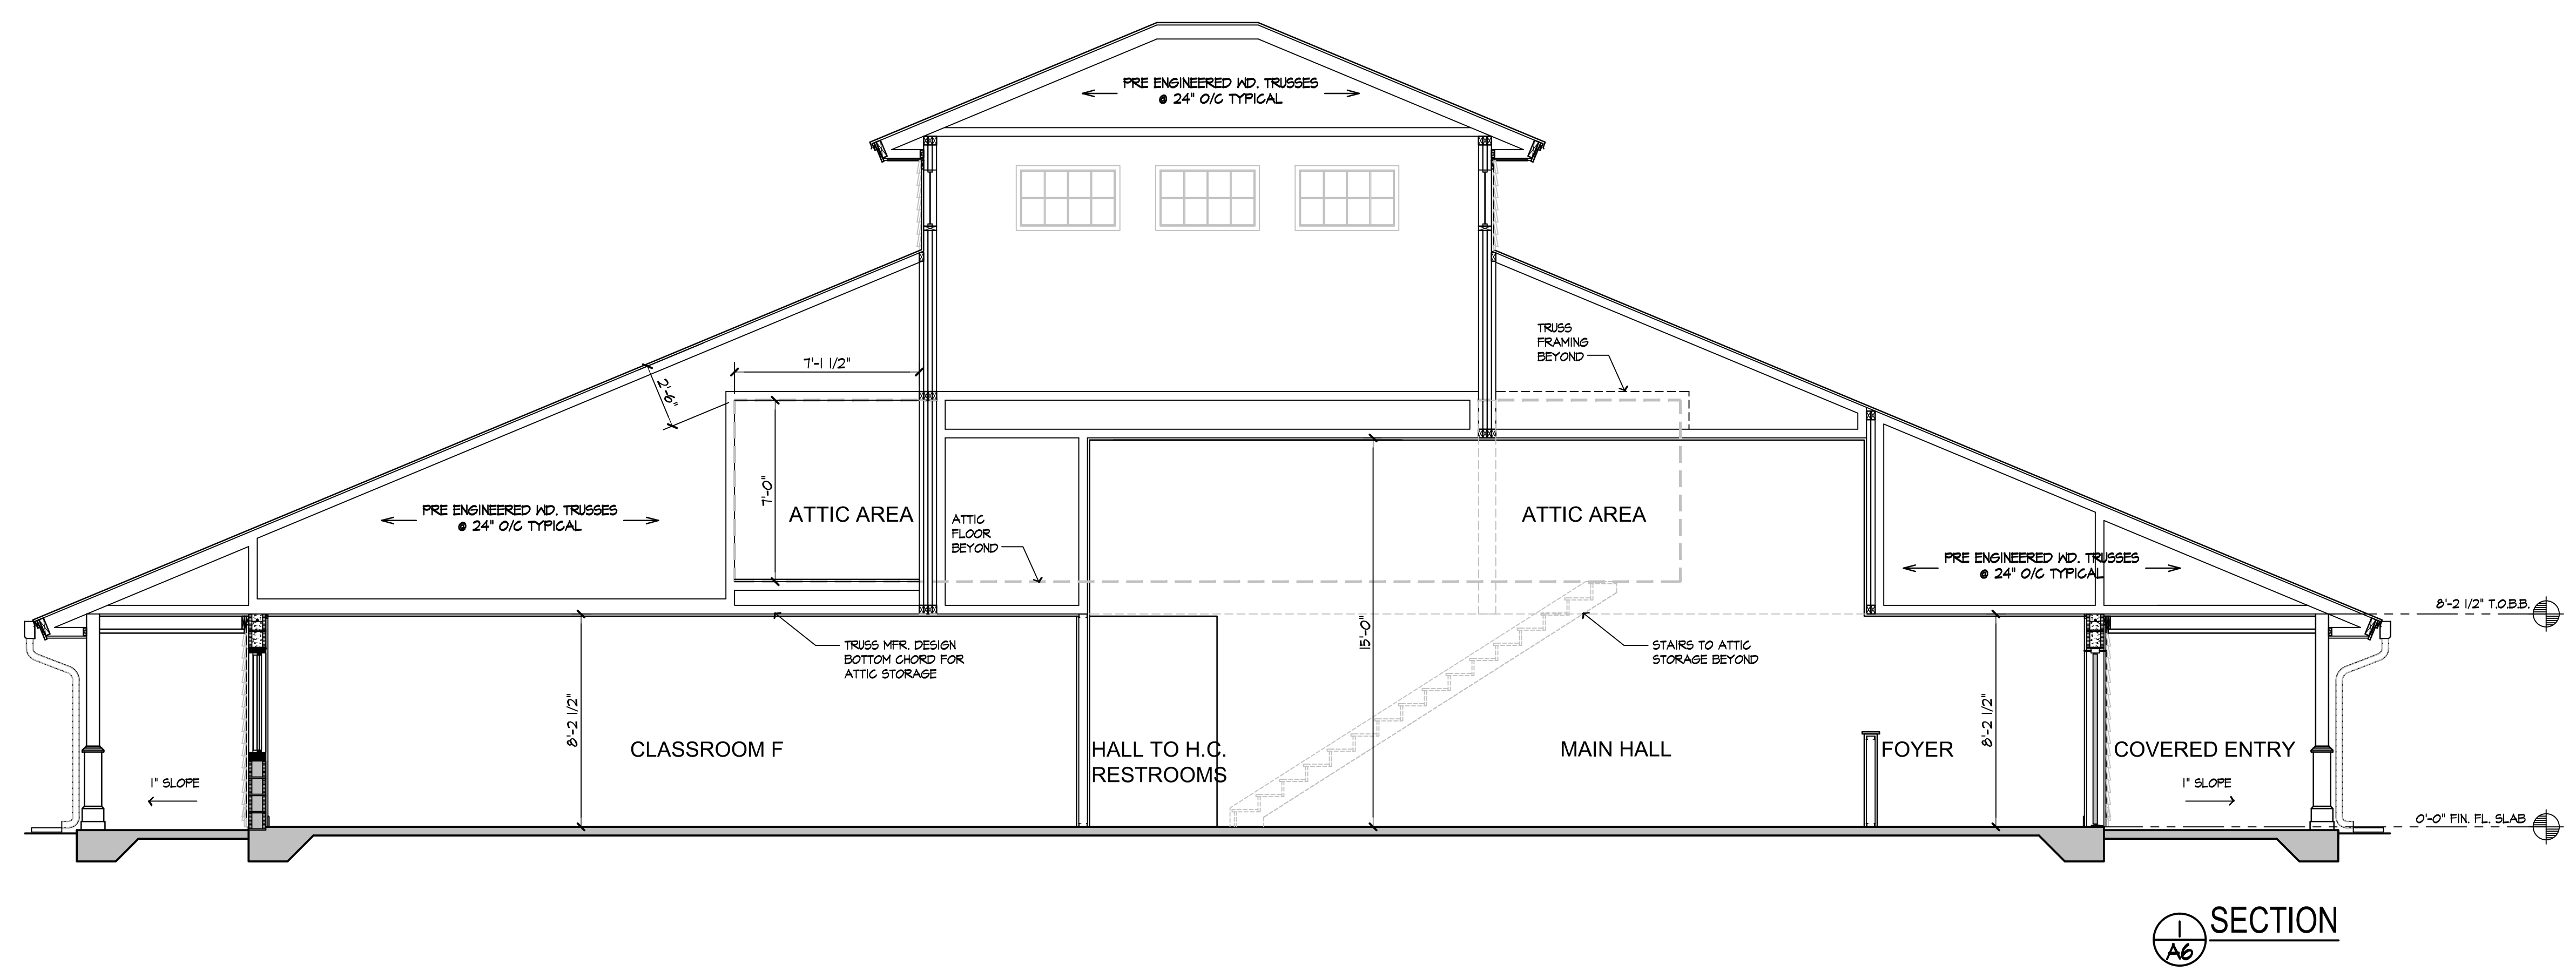 PRE ENGINEERED WD. TRUSSES
@ 24" O/C TYPICAL
TRUSS
FRAMING
BEYOND
7'-1 1/2"
2'-6"
7'-0"
ATTIC AREA
ATTIC
FLOOR
BEYOND
ATTIC AREA
PRE ENGINEERED WD. TRUSSES
@ 24" O/C TYPICAL
PRE ENGINEERED WD. TRUSSES
@ 24" O/C TYPICAL
8'-2 1/2" T.O.B.B.
TRUSS MFR. DESIGN
BOTTOM CHORD FOR
ATTIC STORAGE
15'-0"
STAIRS TO ATTIC
STORAGE BEYOND
8'-2 1/2"
8'-2 1/2"
CLASSROOM F
HALL TO H.C.
RESTROOMS
MAIN HALL
FOYER
COVERED ENTRY
1" SLOPE
1" SLOPE
0'-0" FIN. FL. SLAB
1
A6
SECTION